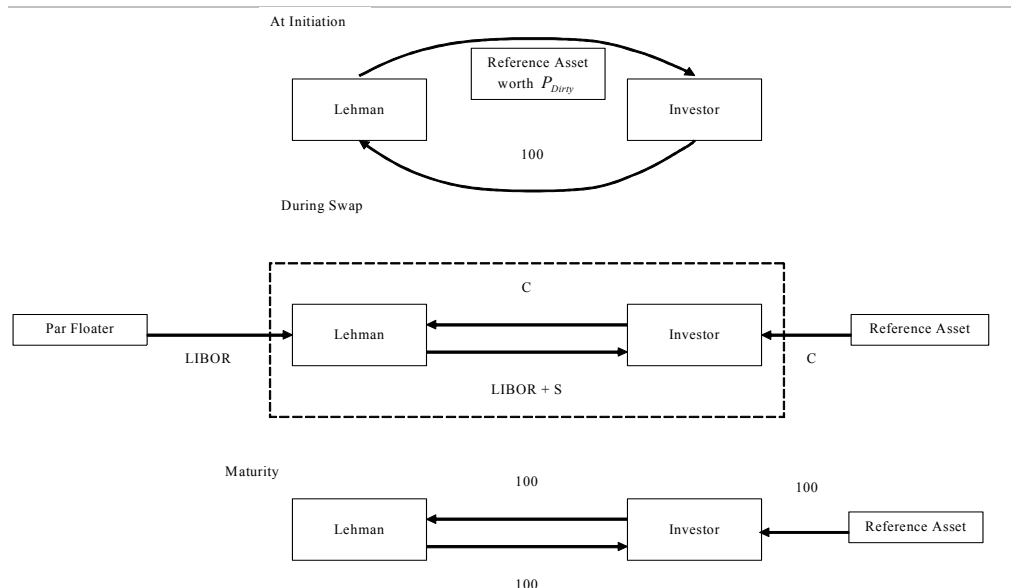 At Initiation
Reference Asset
worth P_Dirty
Lehman
Investor
100
During Swap
C
Par Floater
Lehman
Investor
Reference Asset
LIBOR
C
LIBOR + S
Maturity
100
100
Lehman
Investor
Reference Asset
100